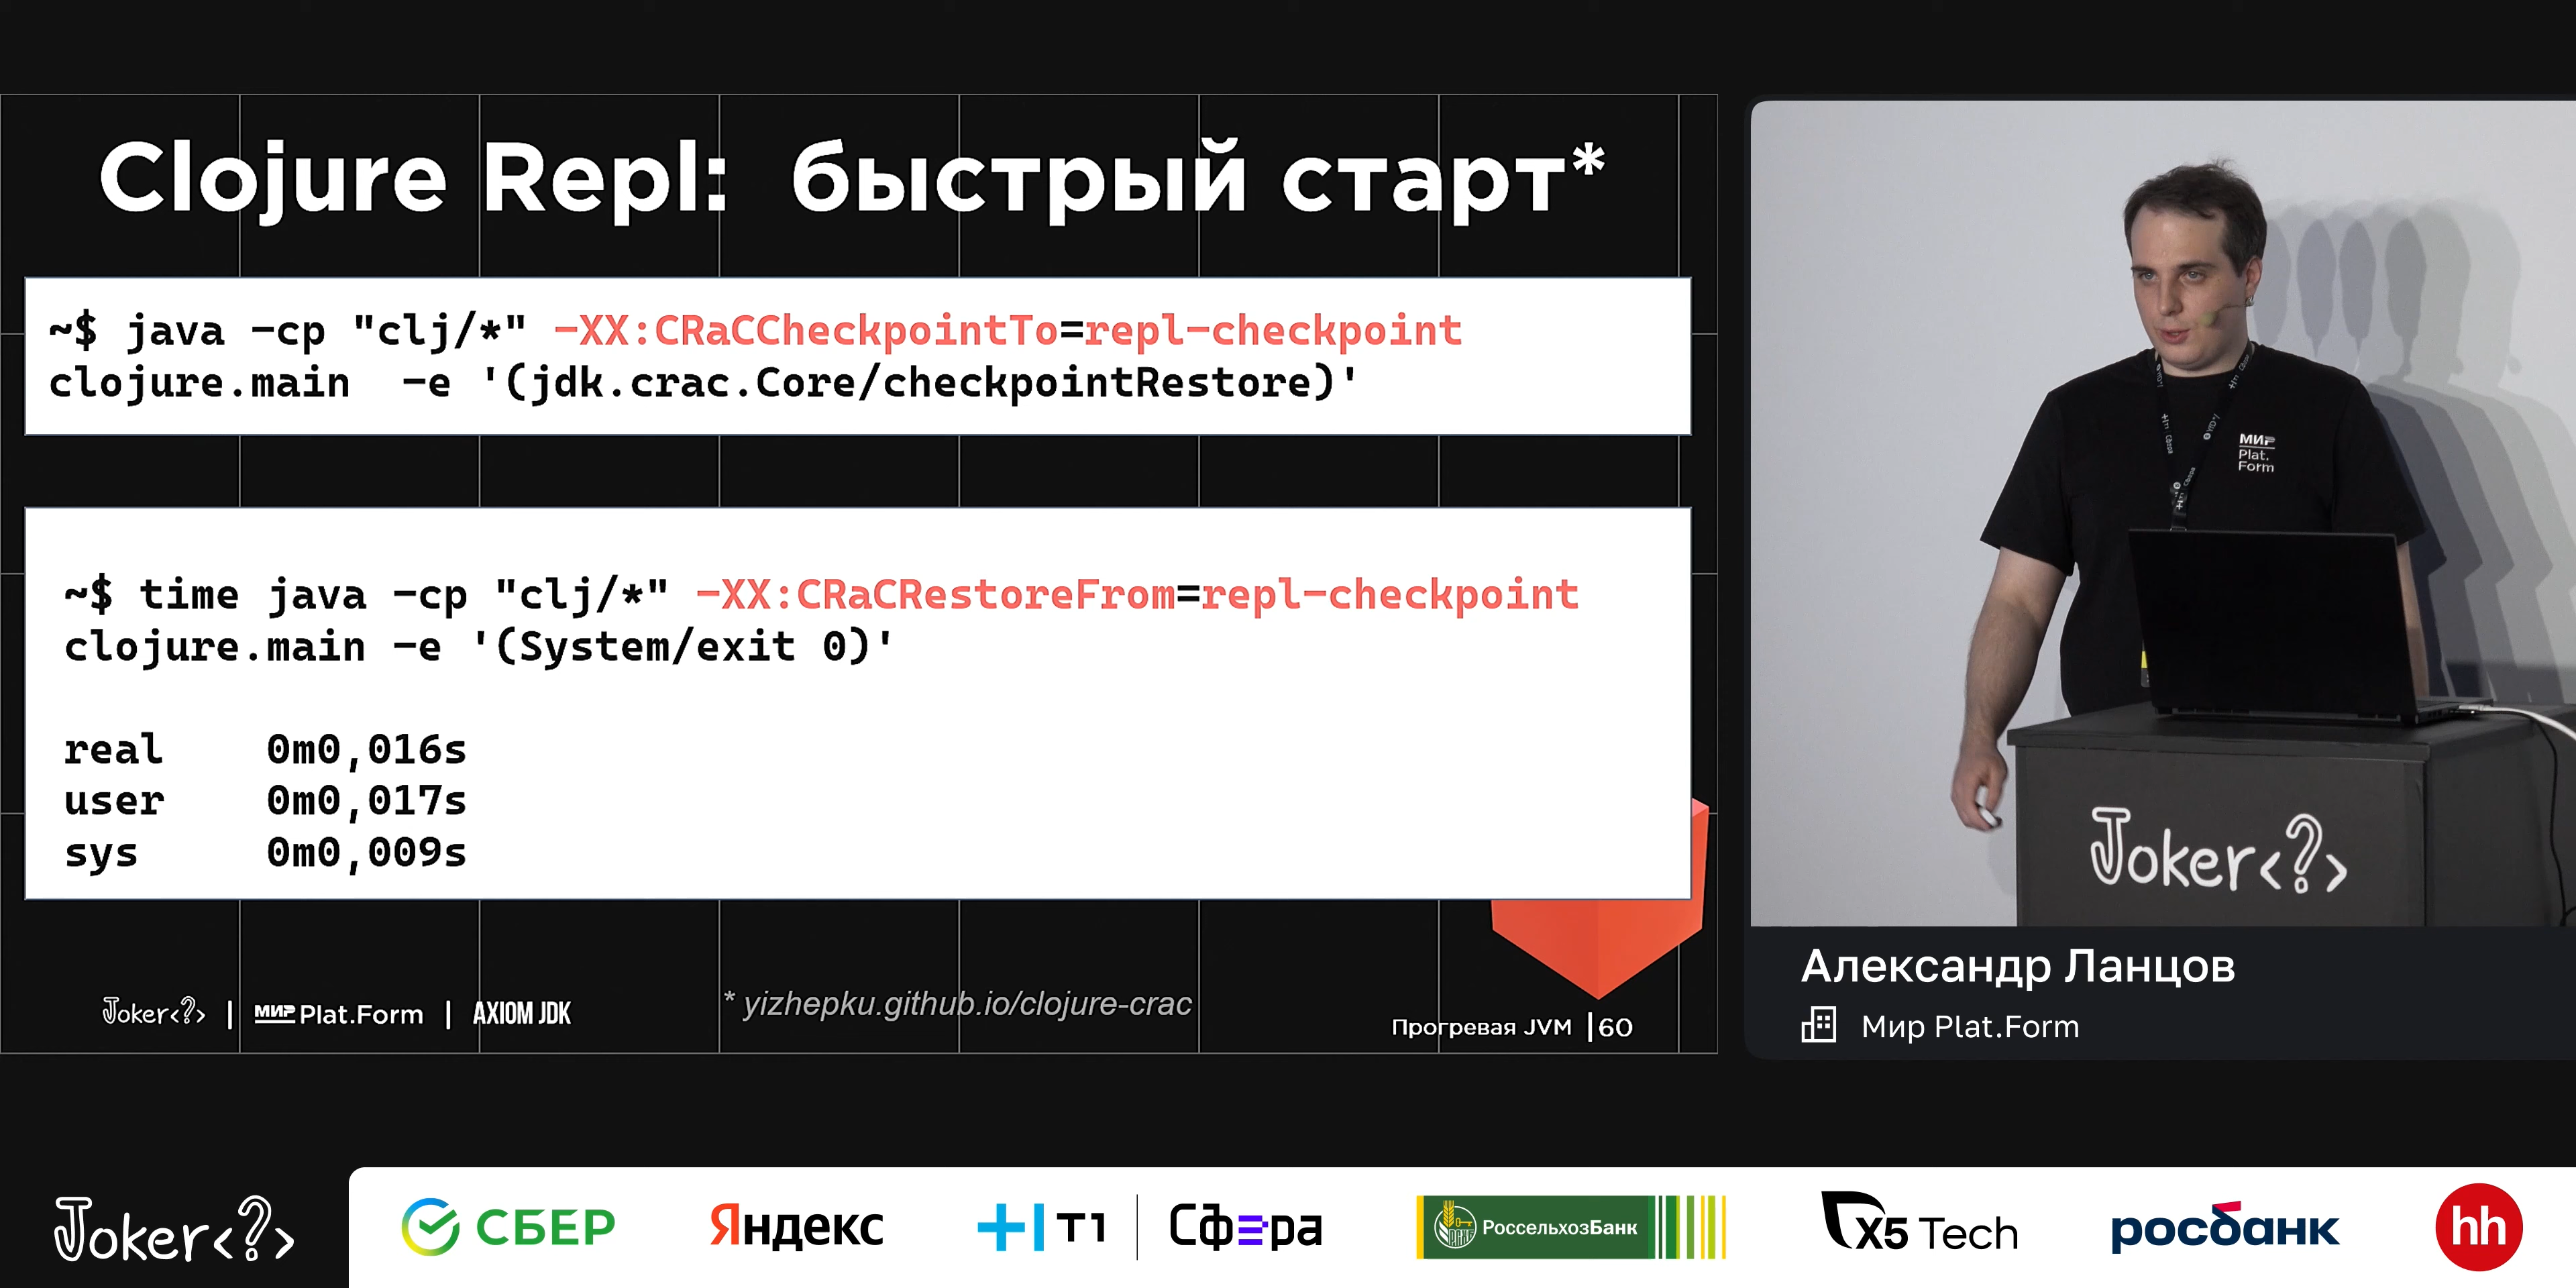 Clojure Repl: быстрый старт*
~$ java -cp "clj/*" -XX:CRaCCheckpointTo=repl-checkpoint
clojure.main -e '(jdk.crac.Core/checkpointRestore)'
~$ time java -cp "clj/*" -XX:CRaCRestoreFrom=repl-checkpoint
clojure.main -e '(System/exit 0)'
real 0m0,016s
user 0m0,017s
sys 0m0,009s
Joker<?> | МИР Plat.Form | AXIOM JDK
* yizhepku.github.io/clojure-crac
Прогревая JVM | 60
МИР
Plat.
Form
Joker<?>
Александр Ланцов
Мир Plat.Form
Joker<?>
СБЕР
Яндекс
Т1
Сфера
РоссельхозБанк
X5 Tech
росбанк
hh